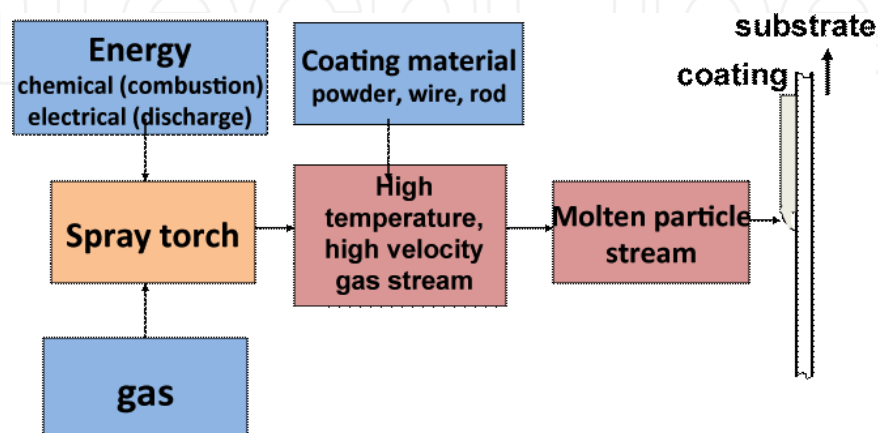 Energy
chemical (combustion)
electrical (discharge)
Coating material
powder, wire, rod
substrate
coating
Spray torch
High
temperature,
high velocity
gas stream
Molten particle
stream
gas